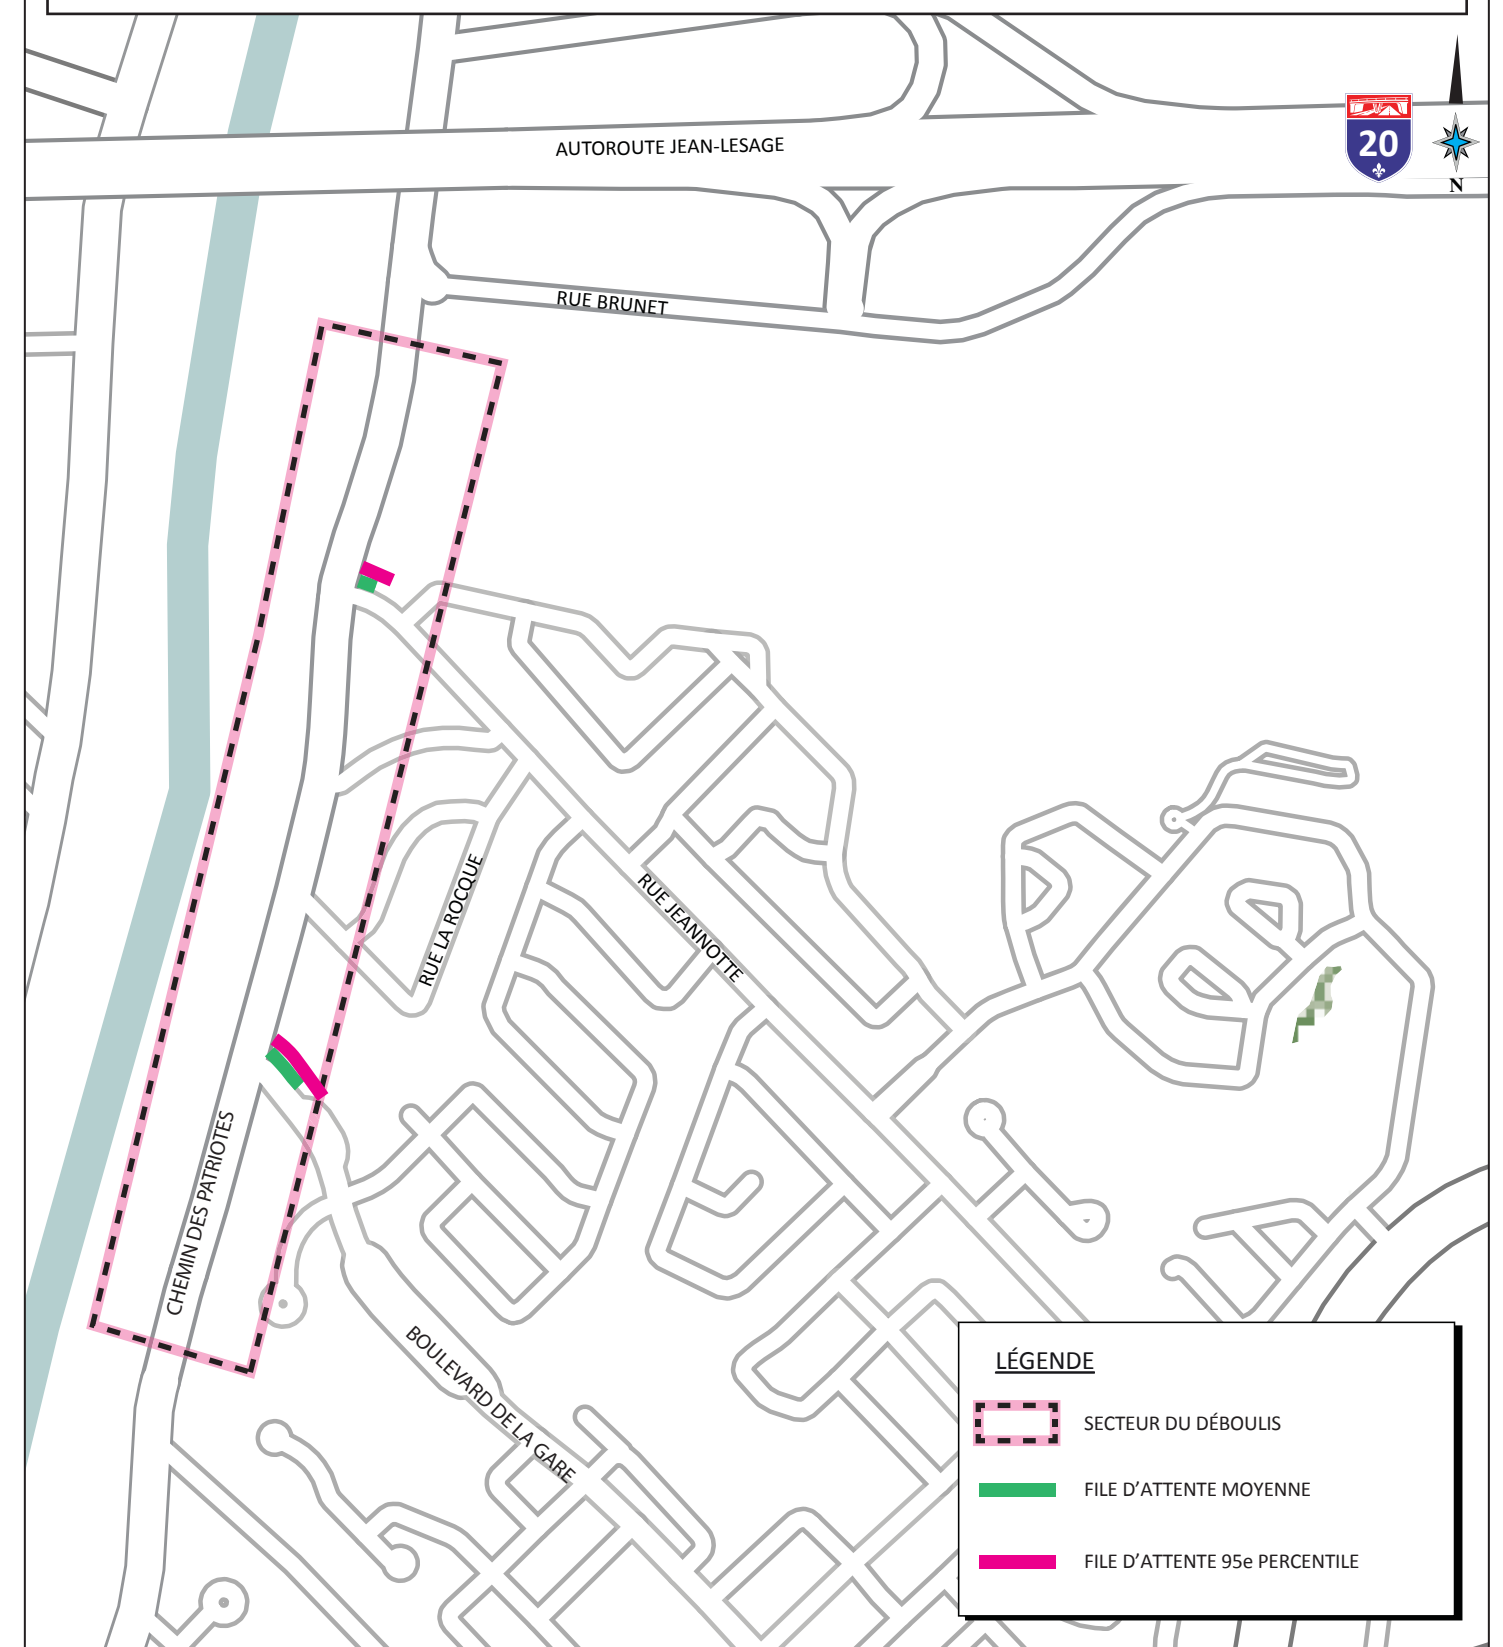 AUTOROUTE JEAN-LESAGE
20
N
RUE BRUNET
RUE LA ROCQUE
RUE JEANNOTTE
CHEMIN DES PATRIOTES
BOULEVARD DE LA GARE
LÉGENDE
SECTEUR DU DÉBOULIS
FILE D'ATTENTE MOYENNE
FILE D'ATTENTE 95e PERCENTILE